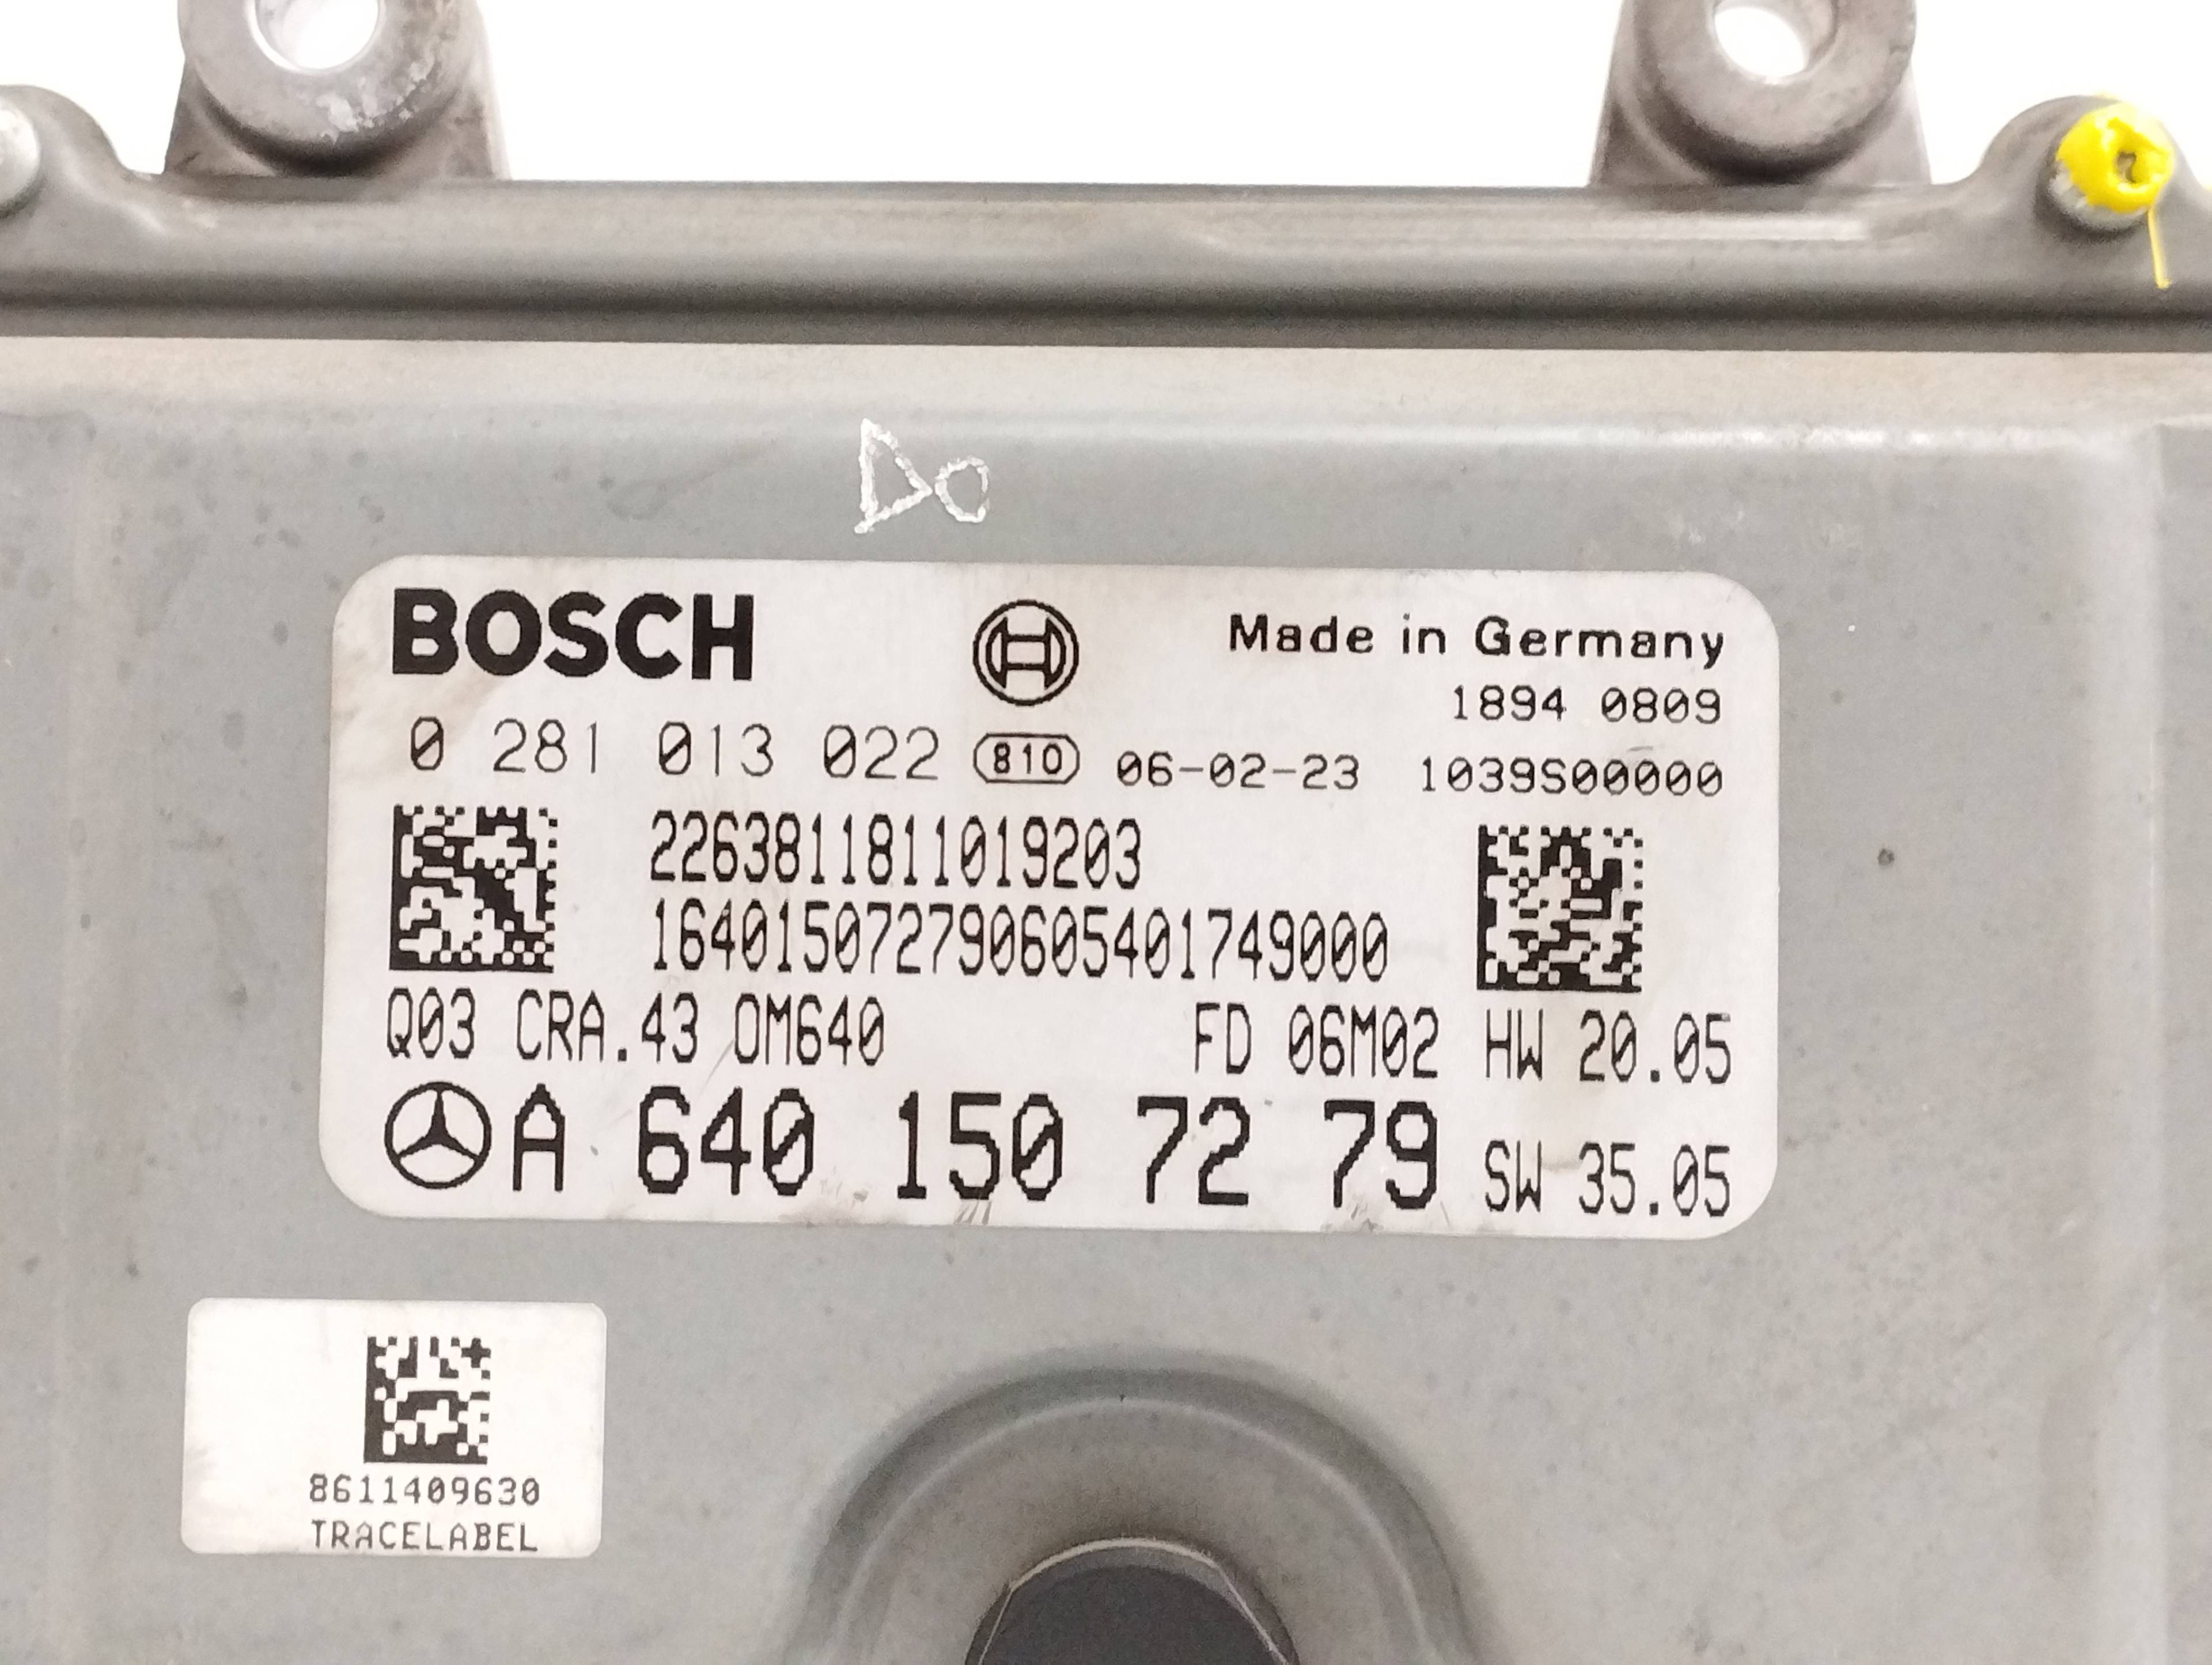 Do
BOSCH
Made in Germany
1894 0809
0 281 013 022 810 06-02-23 1039S00000
2263811811019203
164015072790605401749000
Q03 CRA.43 OM640 FD 06M02 HW 20.05
A 640 150 72 79 SW 35.05
8611409630
TRACELABEL